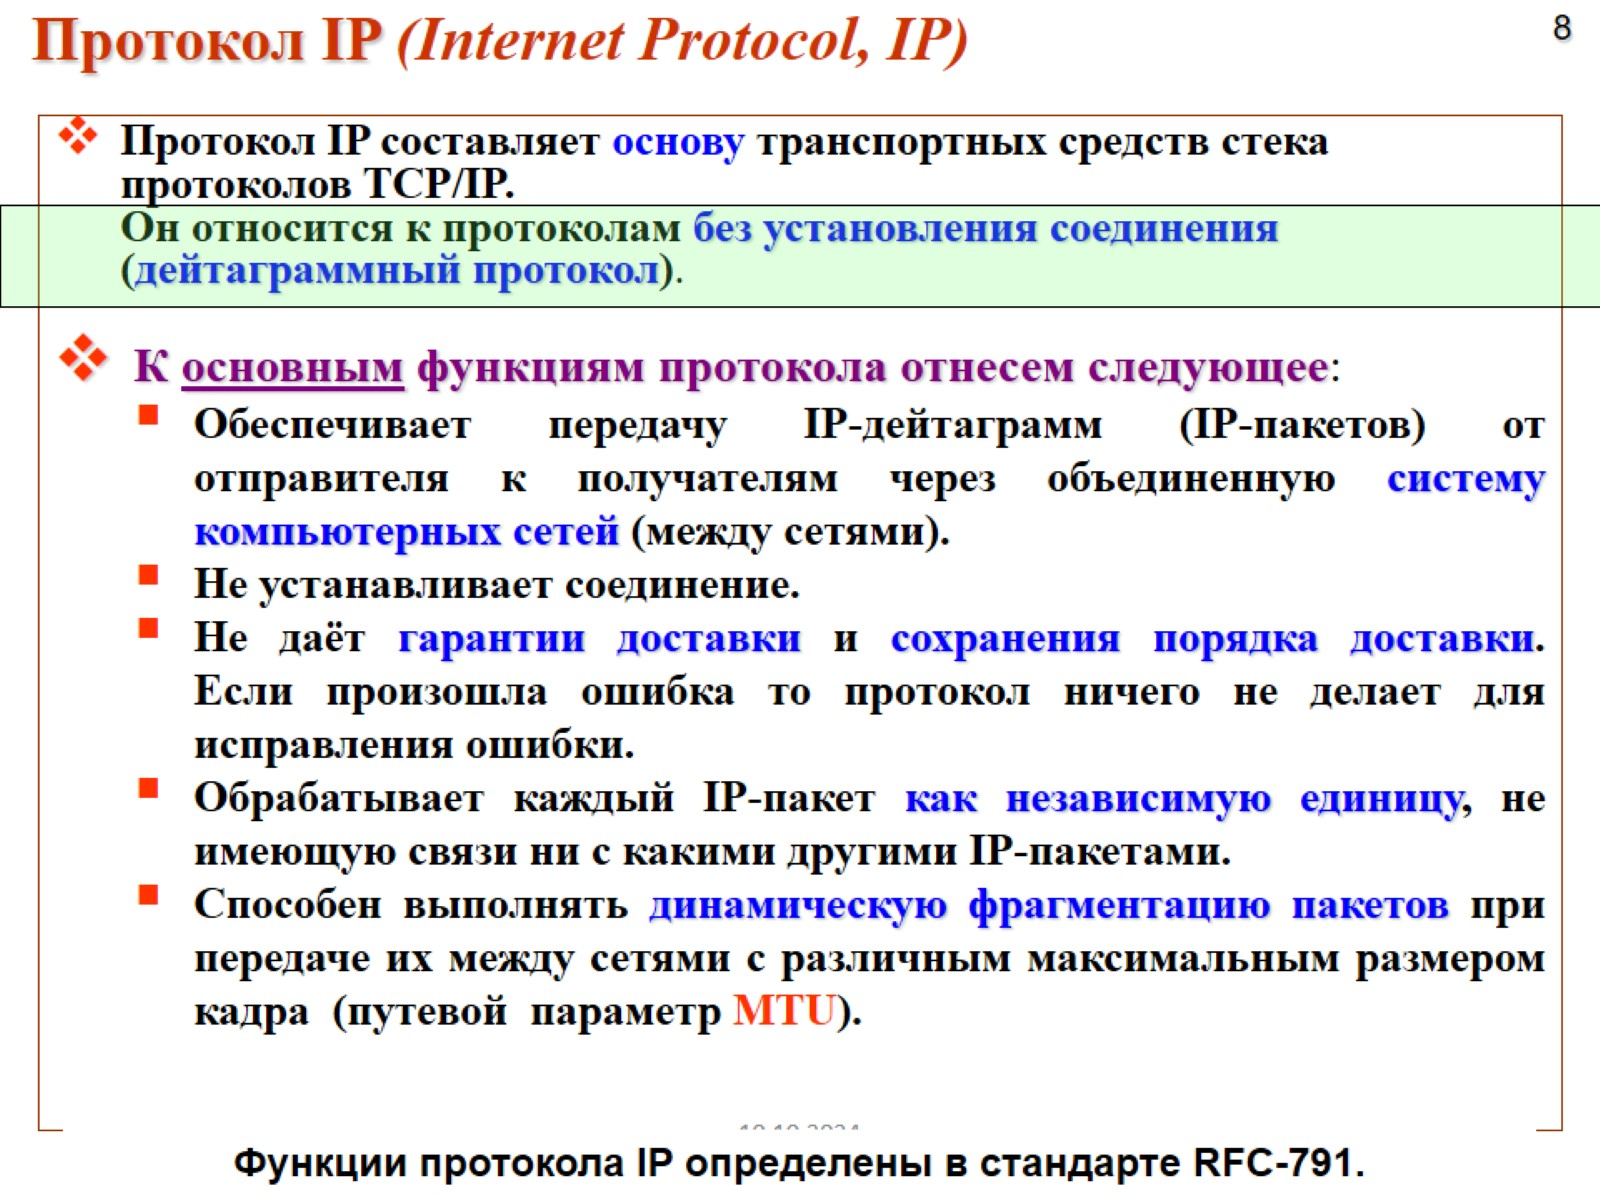 Протокол IP (Internet Protocol, IP)
8
Протокол IP составляет основу транспортных средств стека
протоколов TCP/IP.
Он относится к протоколам без установления соединения
(дейтаграммный протокол).
К основным функциям протокола отнесем следующее:
Обеспечивает передачу IP-дейтаграмм (IP-пакетов) от
отправителя к получателям через объединенную систему
компьютерных сетей (между сетями).
Не устанавливает соединение.
Не даёт гарантии доставки и сохранения порядка доставки.
Если произошла ошибка то протокол ничего не делает для
исправления ошибки.
Обрабатывает каждый IP-пакет как независимую единицу, не
имеющую связи ни с какими другими IP-пакетами.
Способен выполнять динамическую фрагментацию пакетов при
передаче их между сетями с различным максимальным размером
кадра (путевой параметр MTU).
Функции протокола IP определены в стандарте RFC-791.